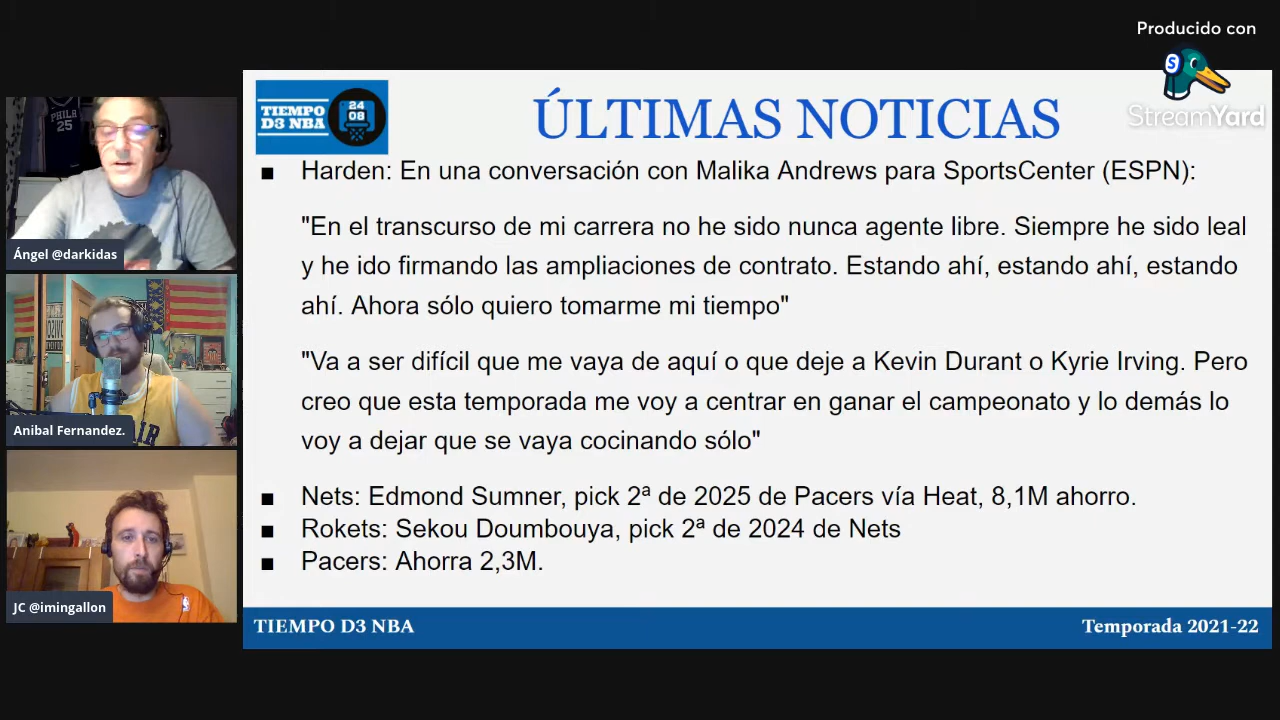 Producido con
StreamYard
TIEMPO
D3 NBA
24
08
ÚLTIMAS NOTICIAS
PHILA
25
Ángel @darkidas
Anibal Fernandez.
JC @imingallon
■ Harden: En una conversación con Malika Andrews para SportsCenter (ESPN):
"En el transcurso de mi carrera no he sido nunca agente libre. Siempre he sido leal
y he ido firmando las ampliaciones de contrato. Estando ahí, estando ahí, estando
ahí. Ahora sólo quiero tomarme mi tiempo"
"Va a ser difícil que me vaya de aquí o que deje a Kevin Durant o Kyrie Irving. Pero
creo que esta temporada me voy a centrar en ganar el campeonato y lo demás lo
voy a dejar que se vaya cocinando sólo"
■ Nets: Edmond Sumner, pick 2ª de 2025 de Pacers vía Heat, 8,1M ahorro.
■ Rokets: Sekou Doumbouya, pick 2ª de 2024 de Nets
■ Pacers: Ahorra 2,3M.
TIEMPO D3 NBA
Temporada 2021-22